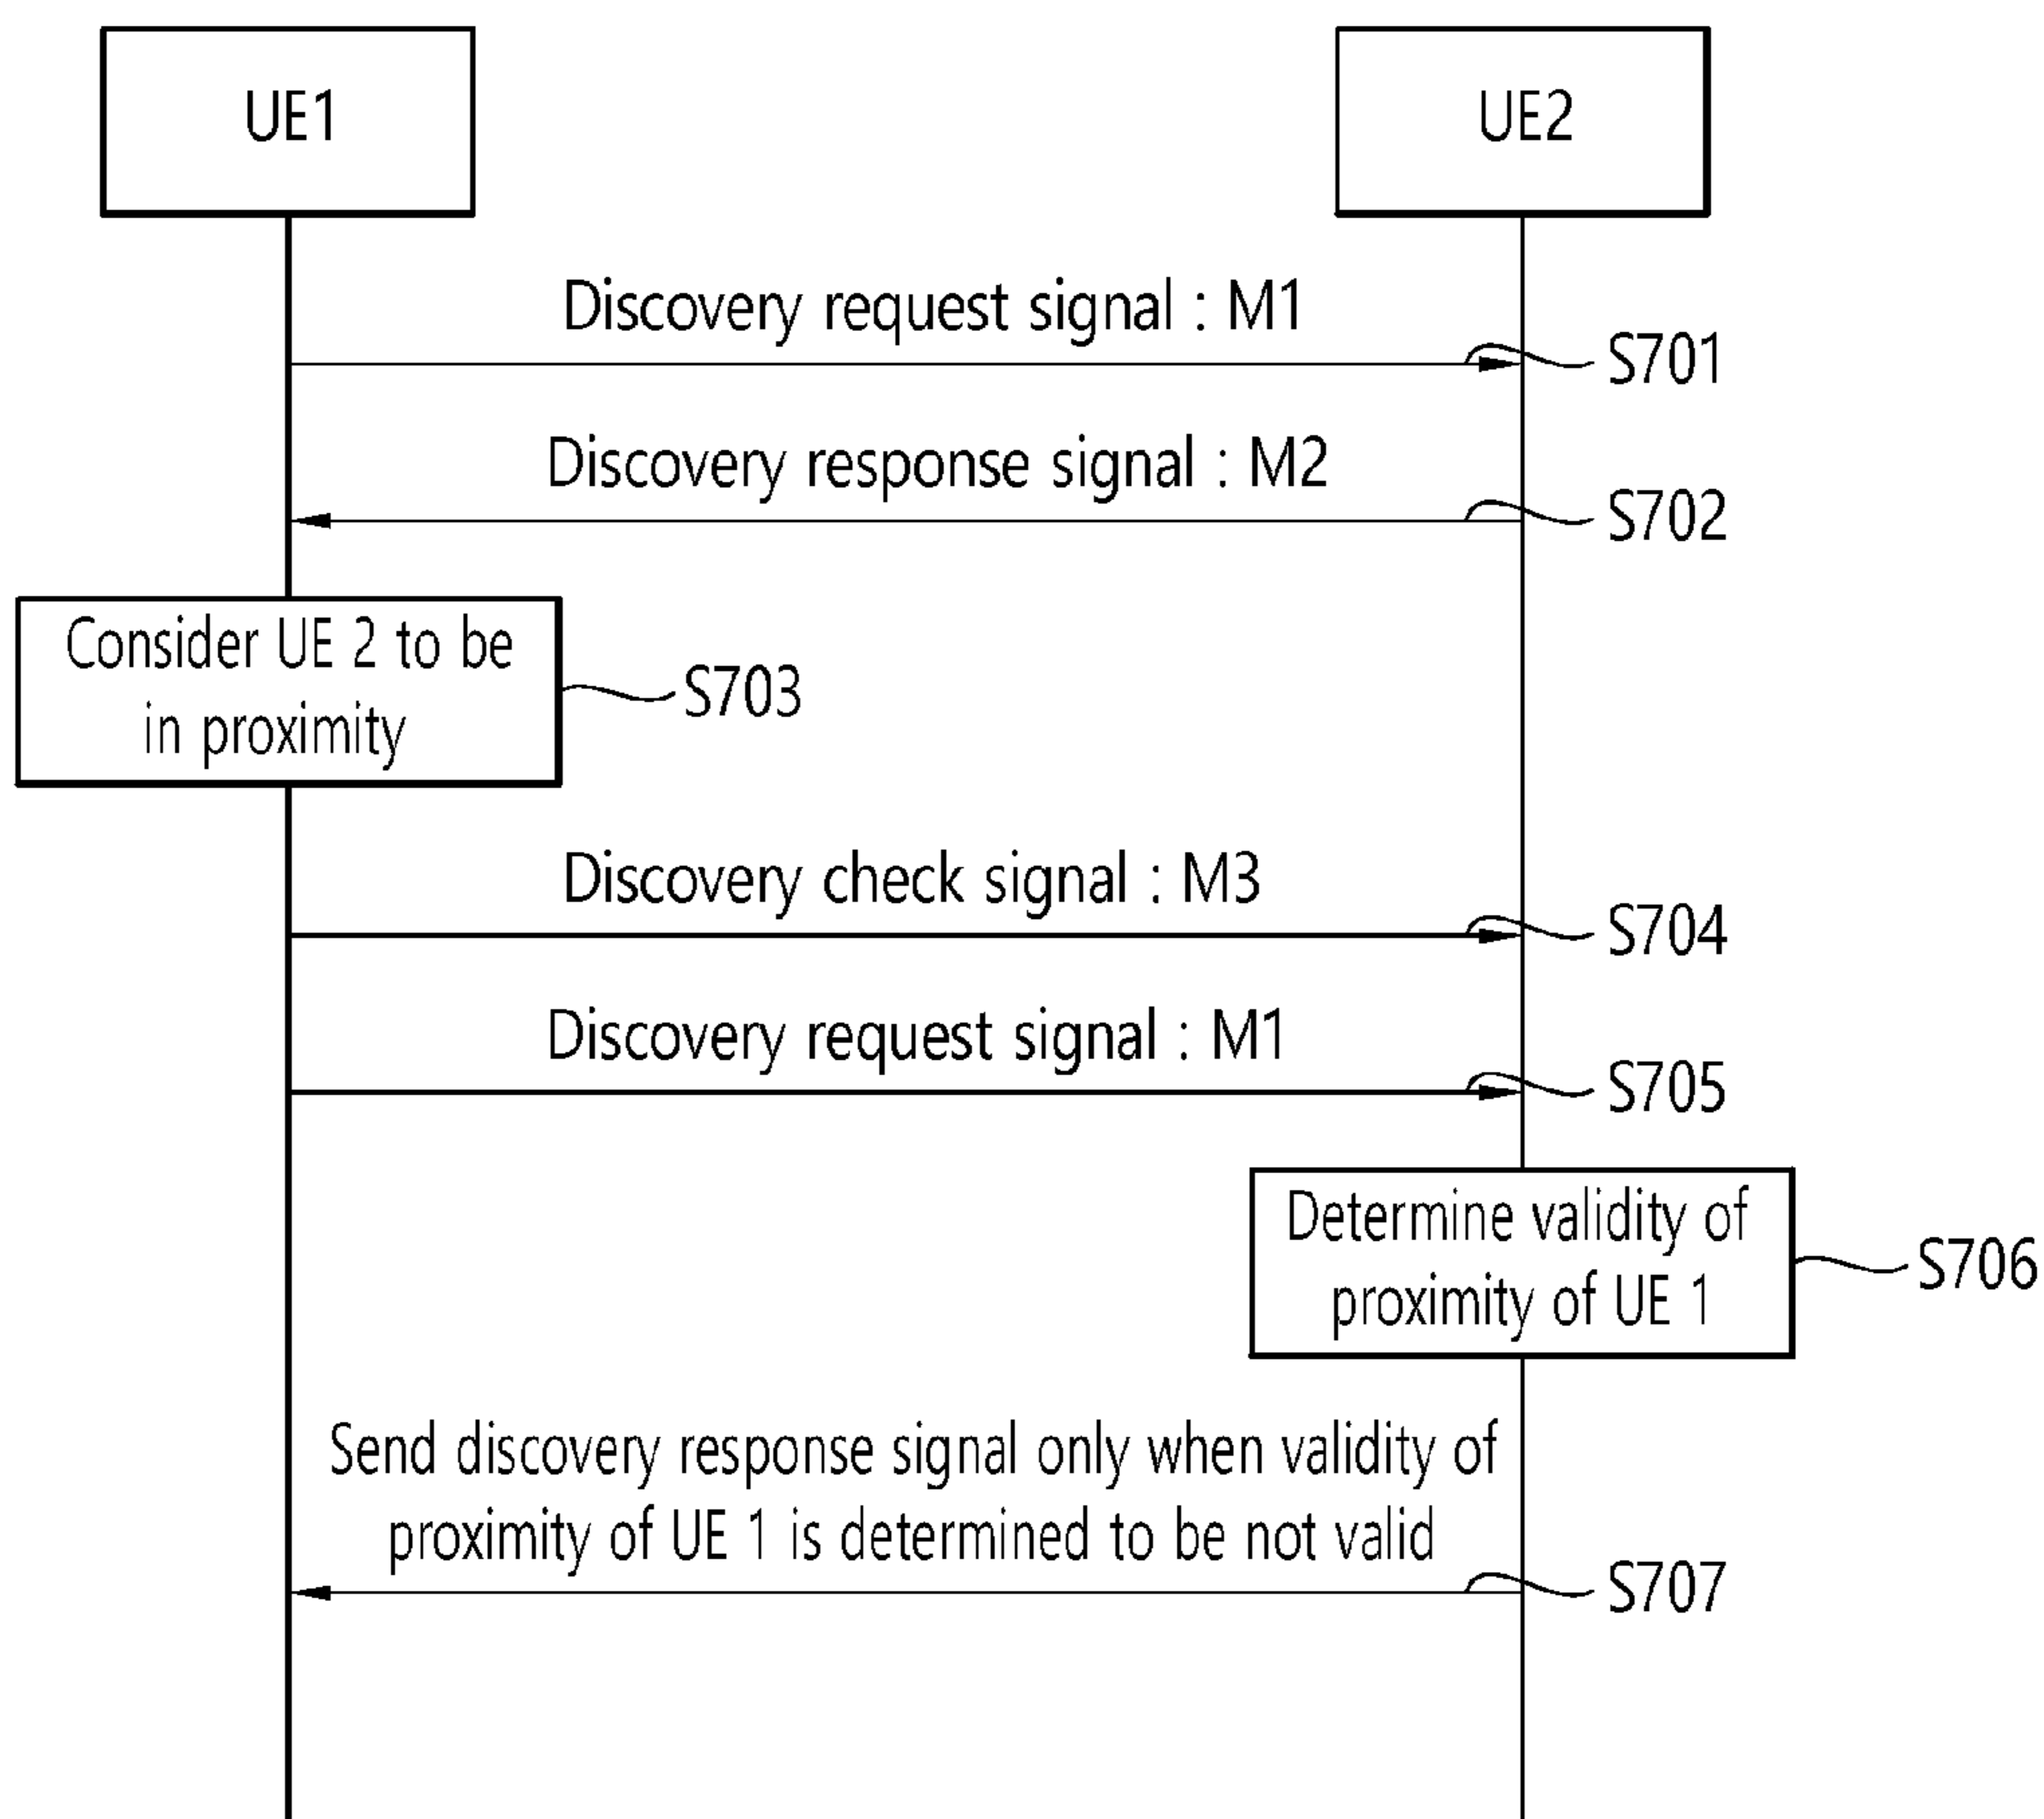 UE1
UE2
Discovery request signal : M1
S701
Discovery response signal : M2
S702
Consider UE 2 to be
in proximity
S703
Discovery check signal : M3
S704
Discovery request signal : M1
S705
Determine validity of
proximity of UE 1
S706
Send discovery response signal only when validity of
proximity of UE 1 is determined to be not valid
S707